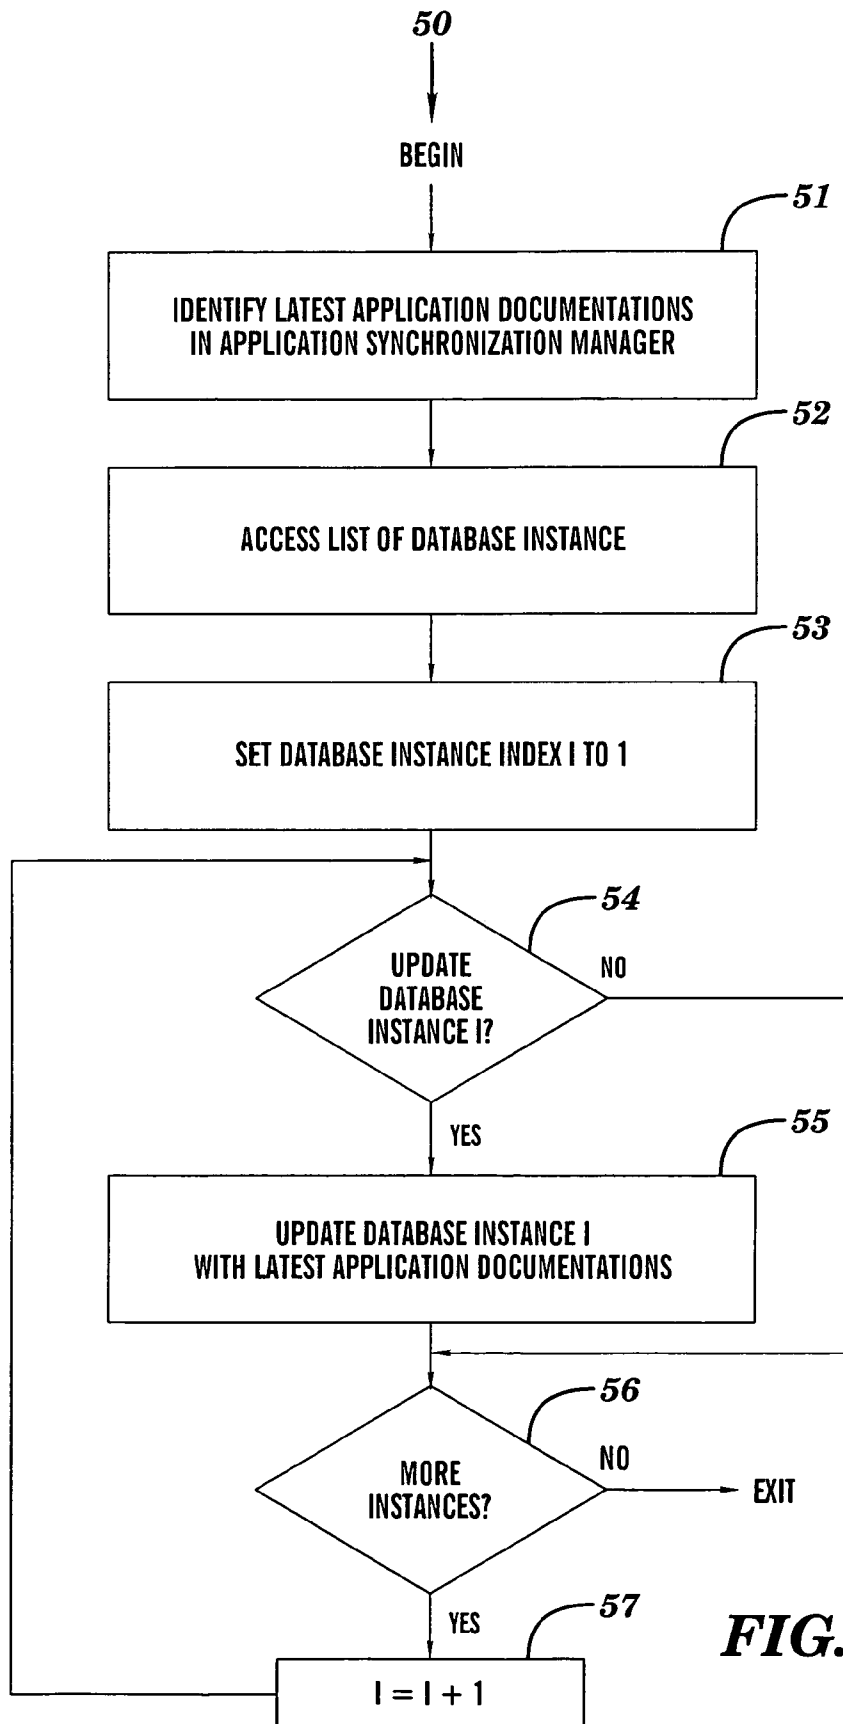 50
BEGIN
51
IDENTIFY LATEST APPLICATION DOCUMENTATIONS
IN APPLICATION SYNCHRONIZATION MANAGER
52
ACCESS LIST OF DATABASE INSTANCE
53
SET DATABASE INSTANCE INDEX I TO 1
54
UPDATE
DATABASE
INSTANCE I?
NO
YES
55
UPDATE DATABASE INSTANCE I
WITH LATEST APPLICATION DOCUMENTATIONS
56
MORE
INSTANCES?
NO
EXIT
YES
57
I = I + 1
FIG.